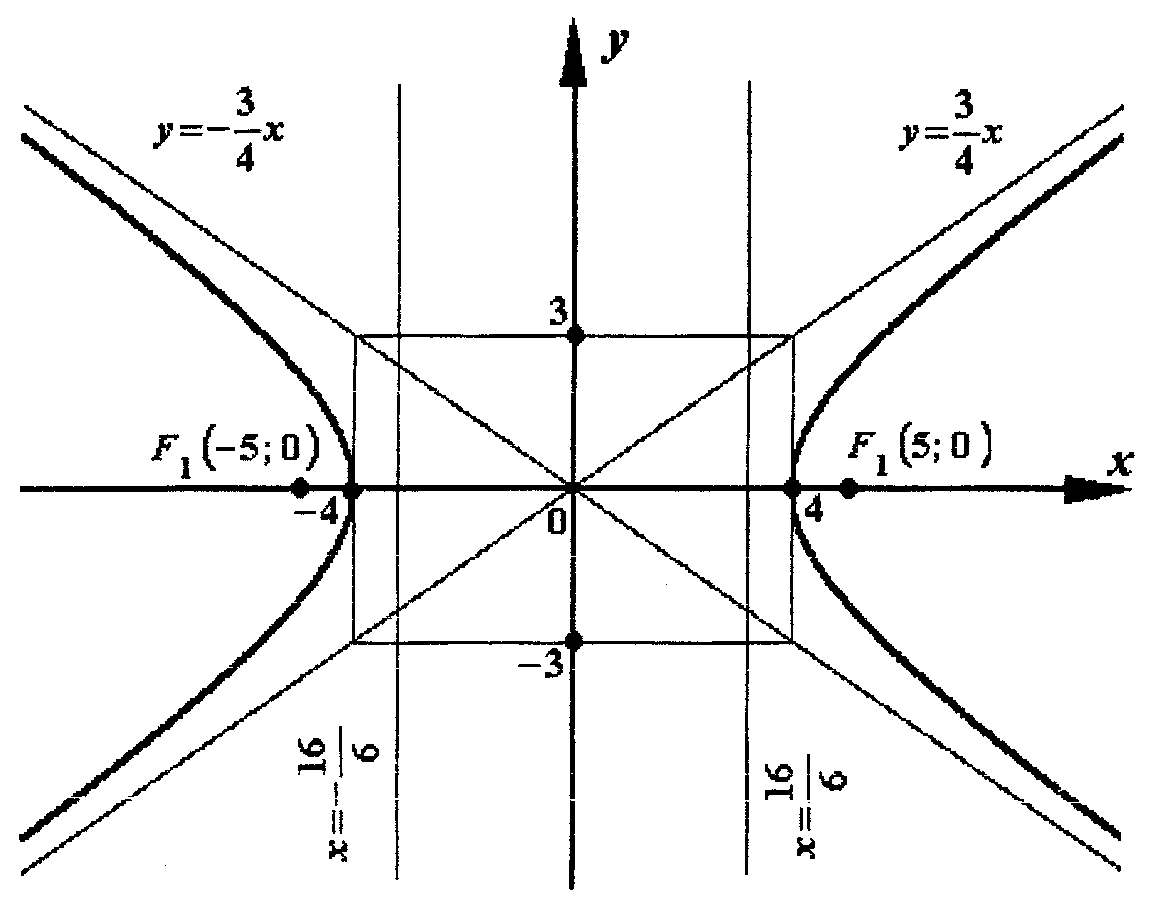 y
y=-3/4x
y=3/4x
3
F₁(-5;0)
F₁(5;0)
x
-4
0
4
-3
x=-16/6
x=16/6